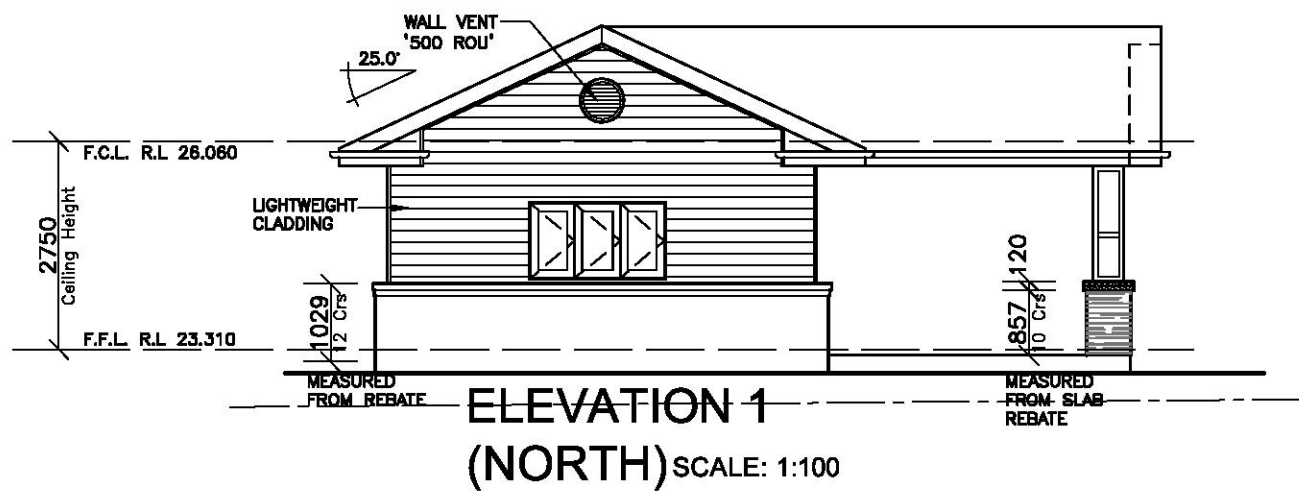 WALL VENT
'500 ROU'
25.0°
F.C.L. R.L 26.060
LIGHTWEIGHT
CLADDING
2750
Ceiling Height
120
1029
12 Crs
857
10 Crs
F.F.L. R.L 23.310
MEASURED
FROM REBATE
MEASURED
FROM SLAB
REBATE
ELEVATION 1
(NORTH) SCALE: 1:100